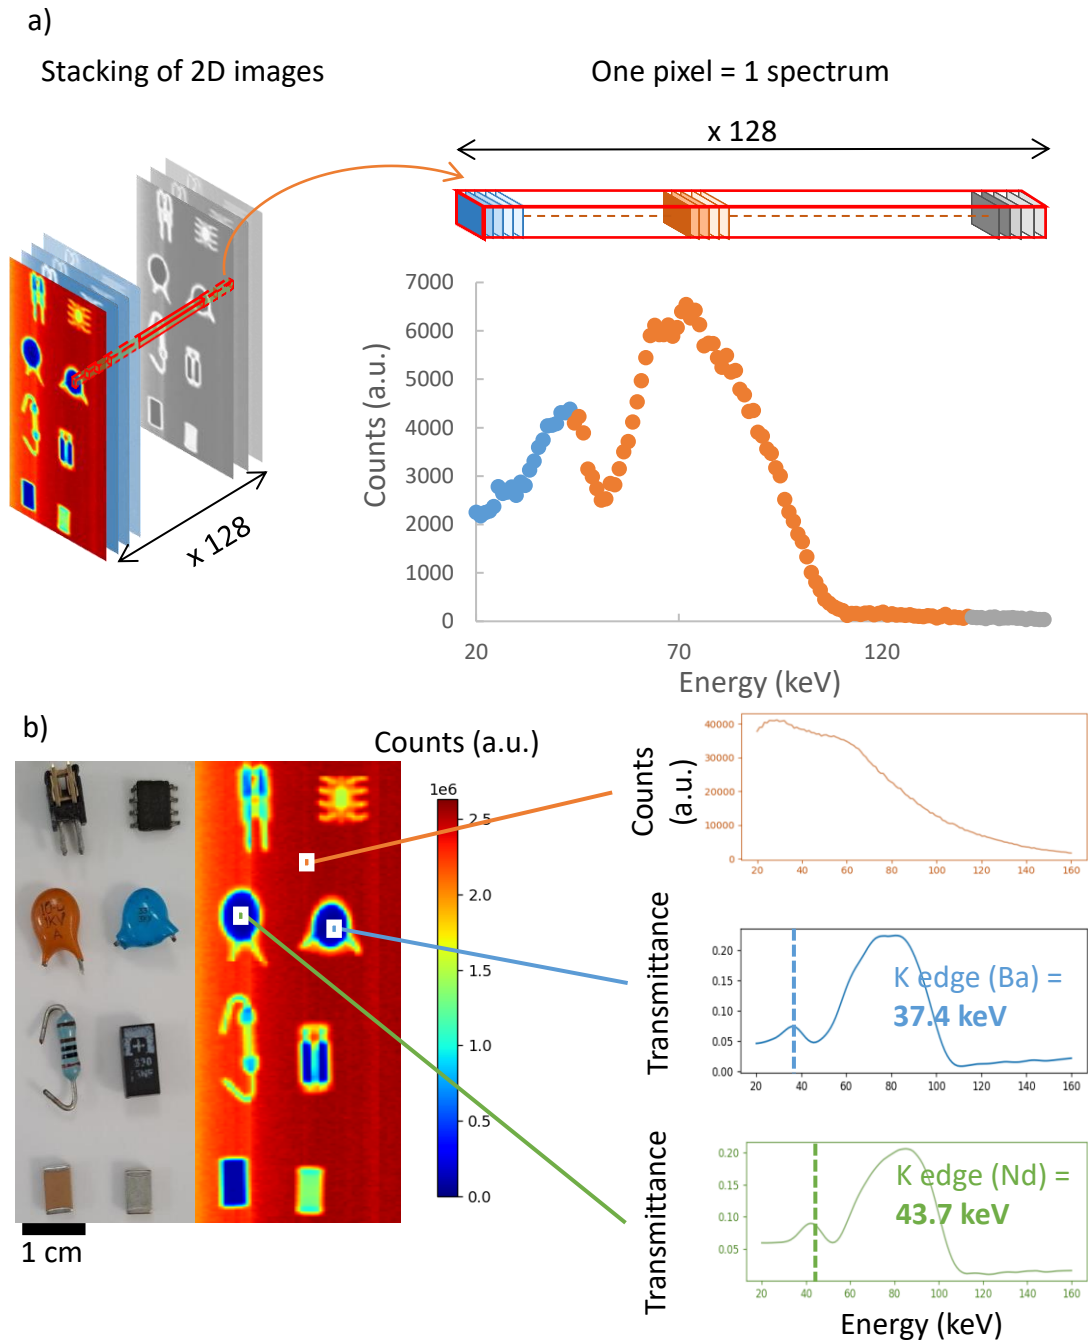 a)
Stacking of 2D images
One pixel = 1 spectrum
x 128
x 128
7000
6000
5000
4000
3000
2000
1000
0
Counts (a.u.)
20
70
120
Energy (keV)
b)
Counts (a.u.)
1e6
2.5
2.0
1.5
1.0
0.5
0.0
1KV
A
1 cm
Counts
(a.u.)
40000
30000
20000
10000
0
20
40
60
80
100
120
140
160
Transmittance
0.20
0.15
0.10
0.05
0.00
K edge (Ba) =
37.4 keV
20
40
60
80
100
120
140
160
Transmittance
0.20
0.15
0.10
0.05
K edge (Nd) =
43.7 keV
20
40
60
80
100
120
140
160
Energy (keV)